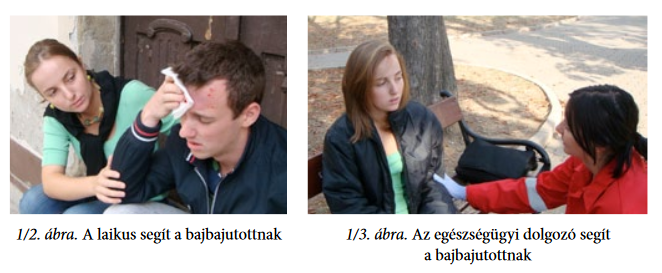 1/2. ábra. A laikus segít a bajbajutottnak
1/3. ábra. Az egészségügyi dolgozó segít
a bajbajutottnak